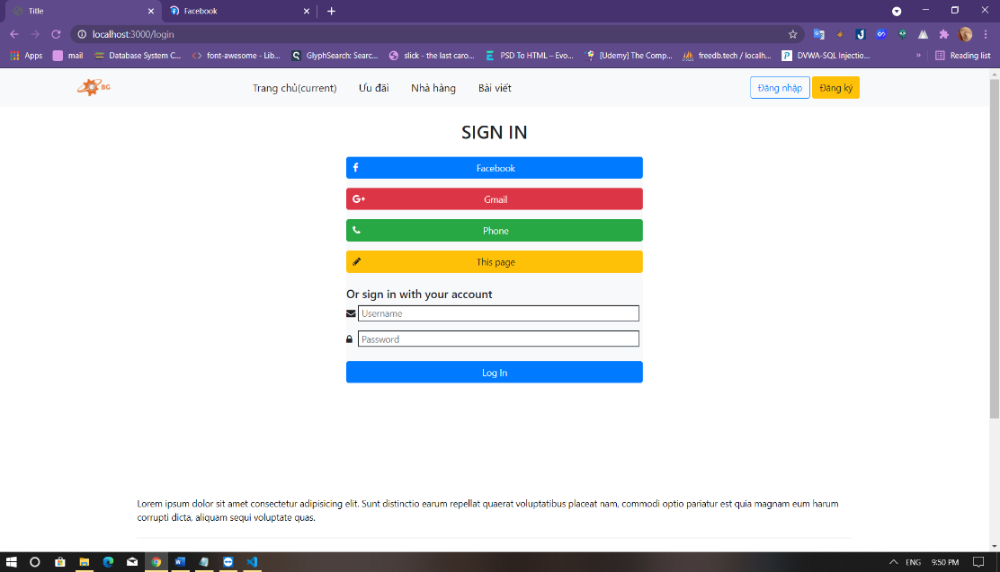 Title
Facebook
localhost:3000/login
Apps
mail
Database System C...
font-awesome - Lib...
GlyphSearch: Searc...
slick - the last caro...
PSD To HTML – Evo...
[Udemy] The Comp...
freedb.tech / localh...
DVWA-SQL Injectio...
»
Reading list
BG
Trang chủ(current)
Ưu đãi
Nhà hàng
Bài viết
Đăng nhập
Đăng ký
SIGN IN
Facebook
Gmail
Phone
This page
Or sign in with your account
Username
Password
Log In
Lorem ipsum dolor sit amet consectetur adipisicing elit. Sunt distinctio earum repellat quaerat voluptatibus placeat nam, commodi optio pariatur est quia magnam eum harum
corrupti dicta, aliquam sequi voluptate quas.
ENG
9:50 PM